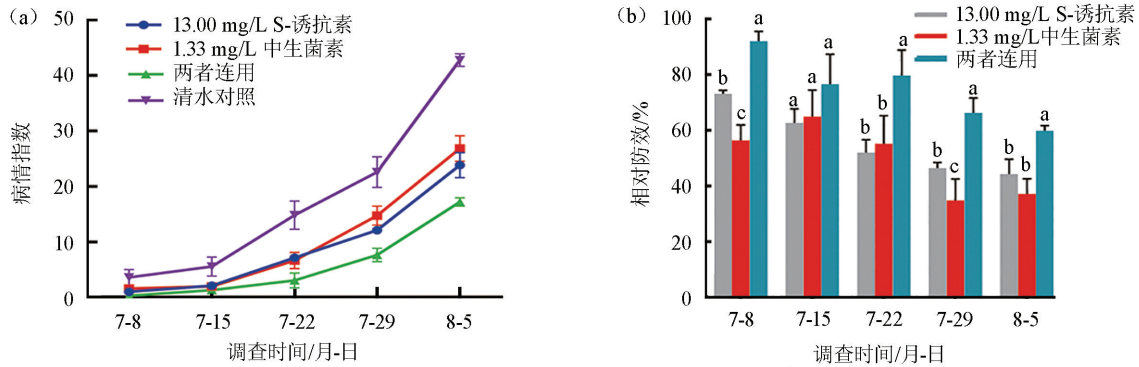 (a)
13.00 mg/L S-诱抗素
1.33 mg/L 中生菌素
两者连用
清水对照
50
40
30
20
10
0
病情指数
7-8 7-15 7-22 7-29 8-5
调查时间/月-日
(b)
13.00 mg/L S-诱抗素
1.33 mg/L中生菌素
两者连用
100
80
60
40
20
0
相对防效/%
b c a a a a b b a b c a b b a
7-8 7-15 7-22 7-29 8-5
调查时间/月-日